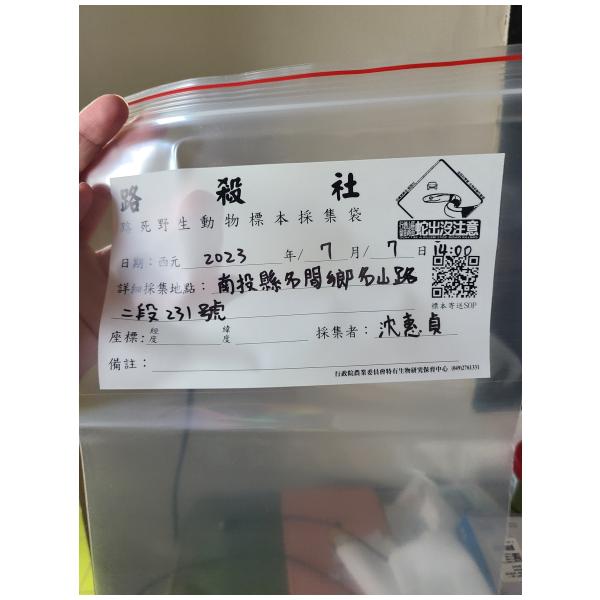 路殺社
路死野生動物標本採集袋
蛇出沒注意
日期：西元 2023 年/ 7 月/ 7 日 14:00
詳細採集地點：南投縣名間鄉名山路
二段231號
標本寄送SOP
座標：經度 緯度 採集者：沈惠貞
備註：
行政院農業委員會特有生物研究保育中心 (049)2761331